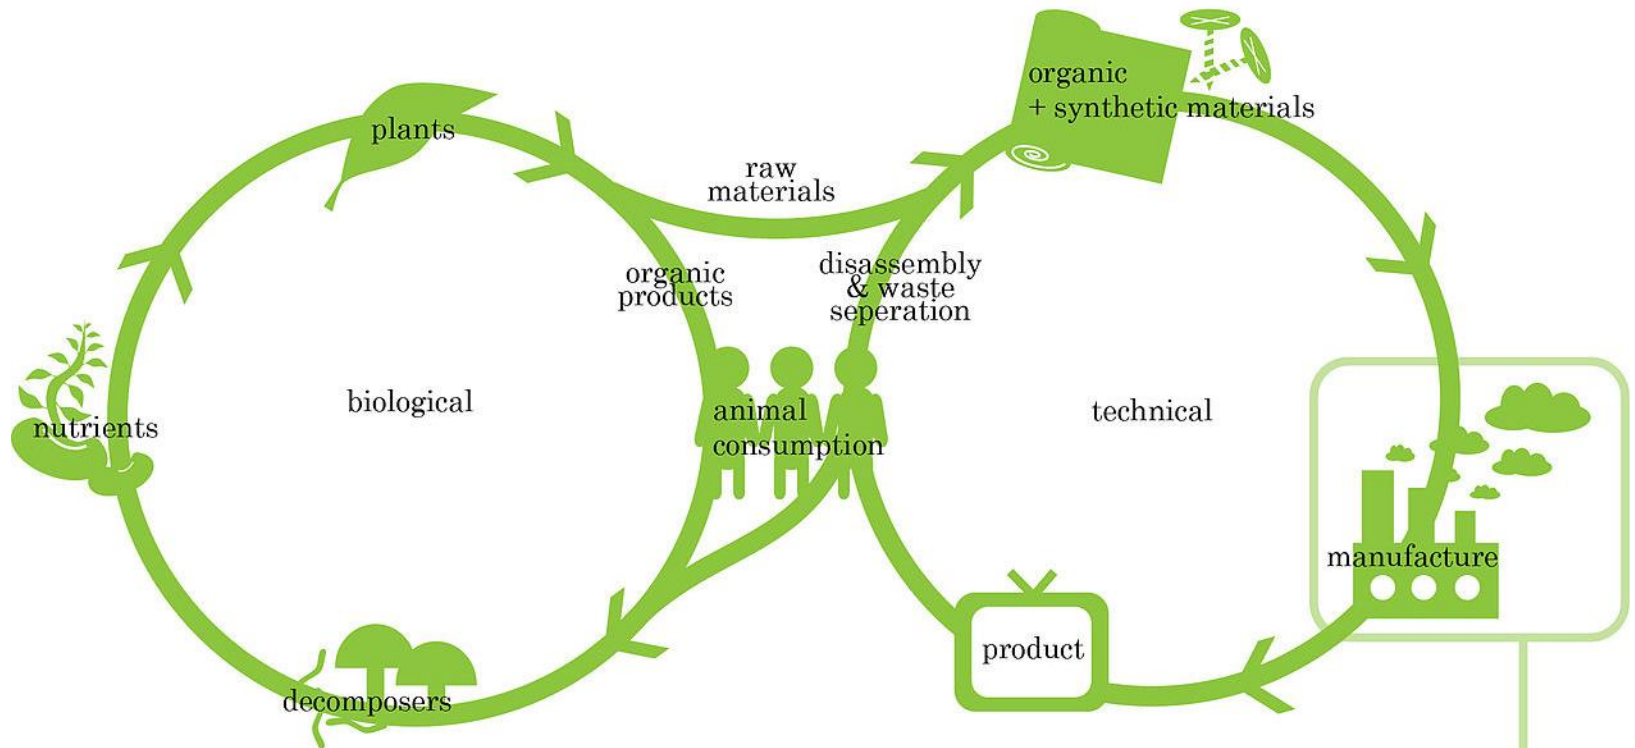 organic
+ synthetic materials
plants
raw
materials
organic
products
disassembly
& waste
seperation
biological
technical
animal
consumption
nutrients
manufacture
product
decomposers